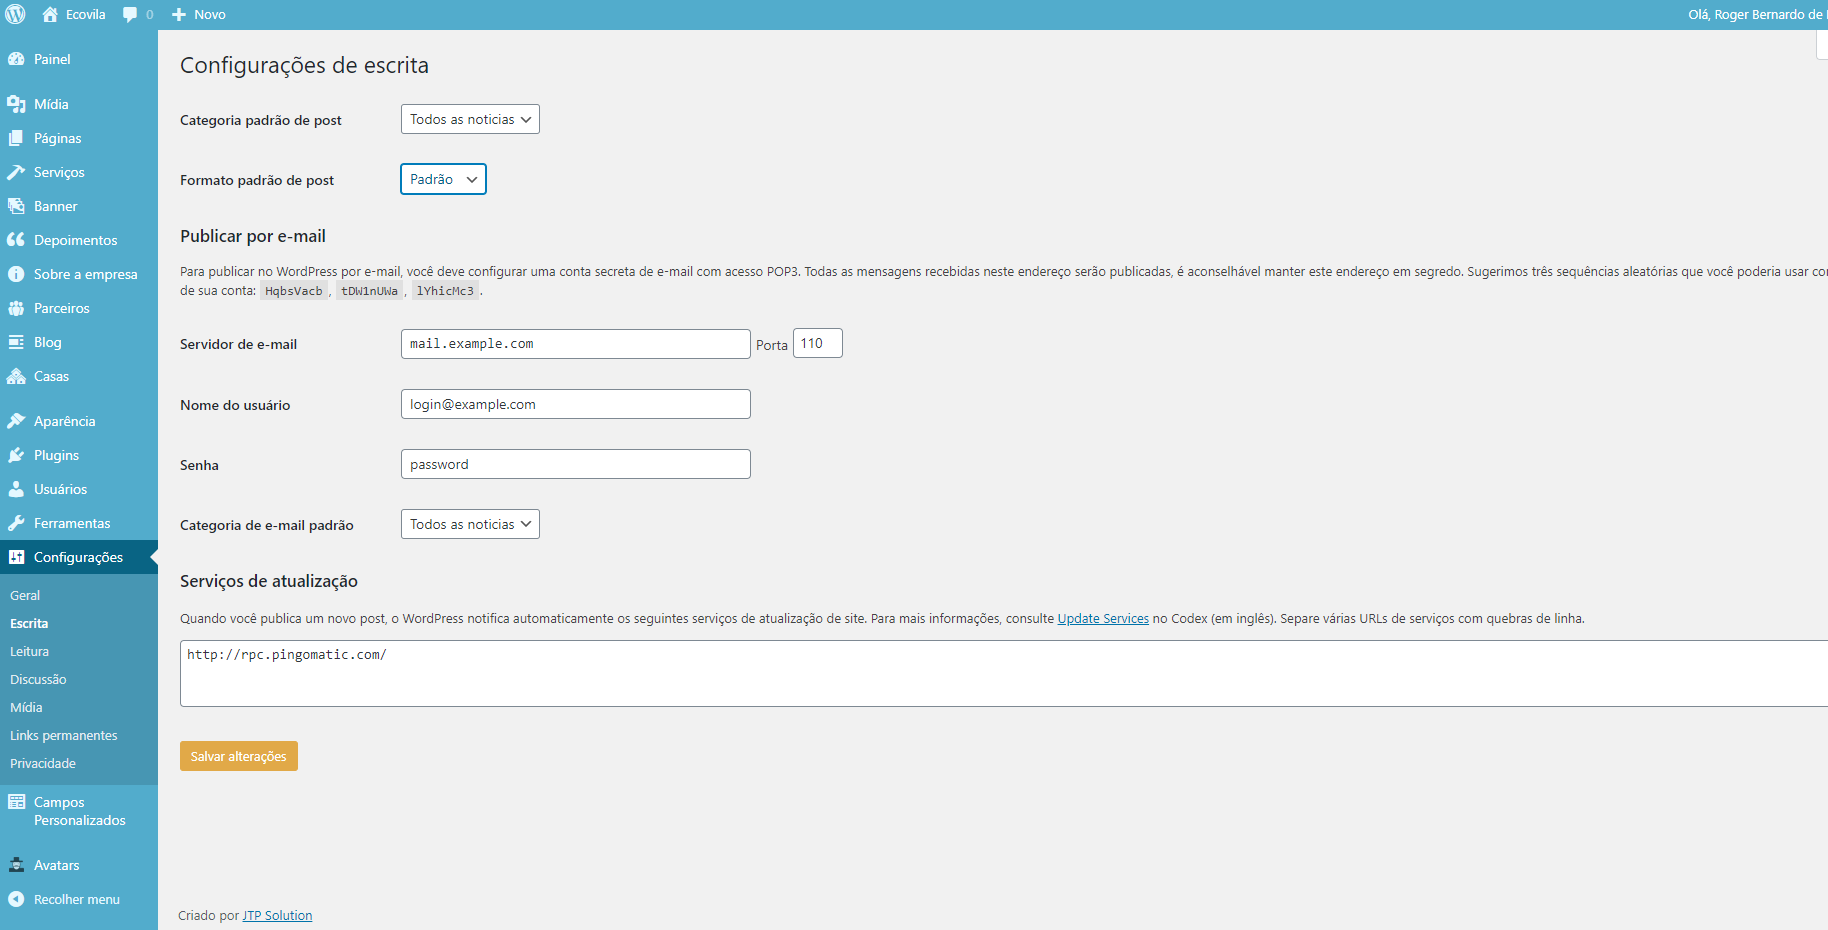 Ecovila 0 Novo Olá, Roger Bernardo de
Painel
Mídia
Páginas
Serviços
Banner
Depoimentos
Sobre a empresa
Parceiros
Blog
Casas
Aparência
Plugins
Usuários
Ferramentas
Configurações
Geral
Escrita
Leitura
Discussão
Mídia
Links permanentes
Privacidade
Campos
Personalizados
Avatars
Recolher menu
Configurações de escrita
Categoria padrão de post Todos as noticias
Formato padrão de post Padrão
Publicar por e-mail
Para publicar no WordPress por e-mail, você deve configurar uma conta secreta de e-mail com acesso POP3. Todas as mensagens recebidas neste endereço serão publicadas, é aconselhável manter este endereço em segredo. Sugerimos três sequências aleatórias que você poderia usar
de sua conta: HqbsVacb , tDW1nUWa , lYhicMc3 .
Servidor de e-mail mail.example.com Porta 110
Nome do usuário login@example.com
Senha password
Categoria de e-mail padrão Todos as noticias
Serviços de atualização
Quando você publica um novo post, o WordPress notifica automaticamente os seguintes serviços de atualização de site. Para mais informações, consulte Update Services no Codex (em inglês). Separe várias URLs de serviços com quebras de linha.
http://rpc.pingomatic.com/
Salvar alterações
Criado por JTP Solution